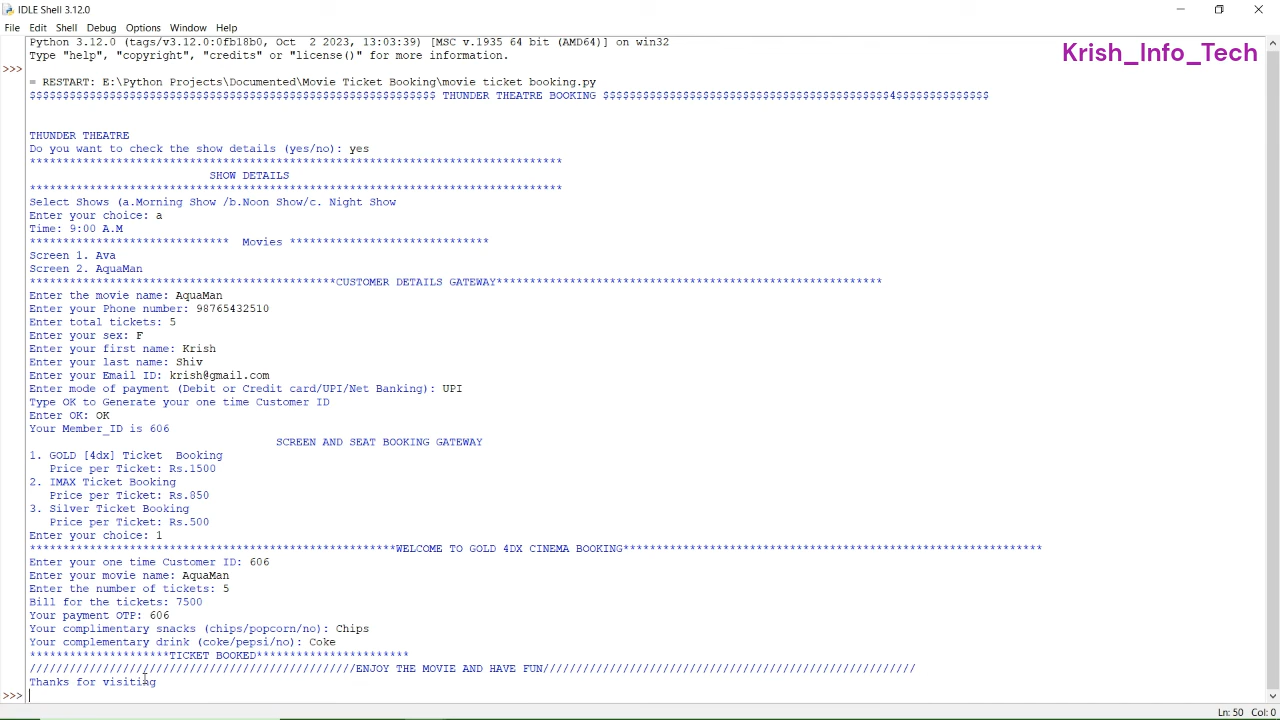 IDLE Shell 3.12.0
File Edit Shell Debug Options Window Help
Krish_Info_Tech
Python 3.12.0 (tags/v3.12.0:0fb18b0, Oct  2 2023, 13:03:39) [MSC v.1935 64 bit (AMD64)] on win32
Type "help", "copyright", "credits" or "license()" for more information.
>>>
= RESTART: E:\Python Projects\Documented\Movie Ticket Booking\movie ticket booking.py
$$$$$$$$$$$$$$$$$$$$$$$$$$$$$$$$$$$$$$$$$$$$$$$$$$$$$$$$$$$$$ THUNDER THEATRE BOOKING $$$$$$$$$$$$$$$$$$$$$$$$$$$$$$$$$$$$$$$$$$$4$$$$$$$$$$$$$$
THUNDER THEATRE
Do you want to check the show details (yes/no): yes
********************************************************************************
SHOW DETAILS
********************************************************************************
Select Shows (a.Morning Show /b.Noon Show/c. Night Show
Enter your choice: a
Time: 9:00 A.M
******************************  Movies ******************************
Screen 1. Ava
Screen 2. AquaMan
**********************************************CUSTOMER DETAILS GATEWAY**********************************************************
Enter the movie name: AquaMan
Enter your Phone number: 98765432510
Enter total tickets: 5
Enter your sex: F
Enter your first name: Krish
Enter your last name: Shiv
Enter your Email ID: krish@gmail.com
Enter mode of payment (Debit or Credit card/UPI/Net Banking): UPI
Type OK to Generate your one time Customer ID
Enter OK: OK
Your Member_ID is 606
SCREEN AND SEAT BOOKING GATEWAY
1. GOLD [4dx] Ticket  Booking
Price per Ticket: Rs.1500
2. IMAX Ticket Booking
Price per Ticket: Rs.850
3. Silver Ticket Booking
Price per Ticket: Rs.500
Enter your choice: 1
*******************************************************WELCOME TO GOLD 4DX CINEMA BOOKING***************************************************************
Enter your one time Customer ID: 606
Enter your movie name: AquaMan
Enter the number of tickets: 5
Bill for the tickets: 7500
Your payment OTP: 606
Your complimentary snacks (chips/popcorn/no): Chips
Your complementary drink (coke/pepsi/no): Coke
*********************TICKET BOOKED***********************
/////////////////////////////////////////////////ENJOY THE MOVIE AND HAVE FUN////////////////////////////////////////////////////////
Thanks for visiting
>>>
Ln: 50 Col: 0